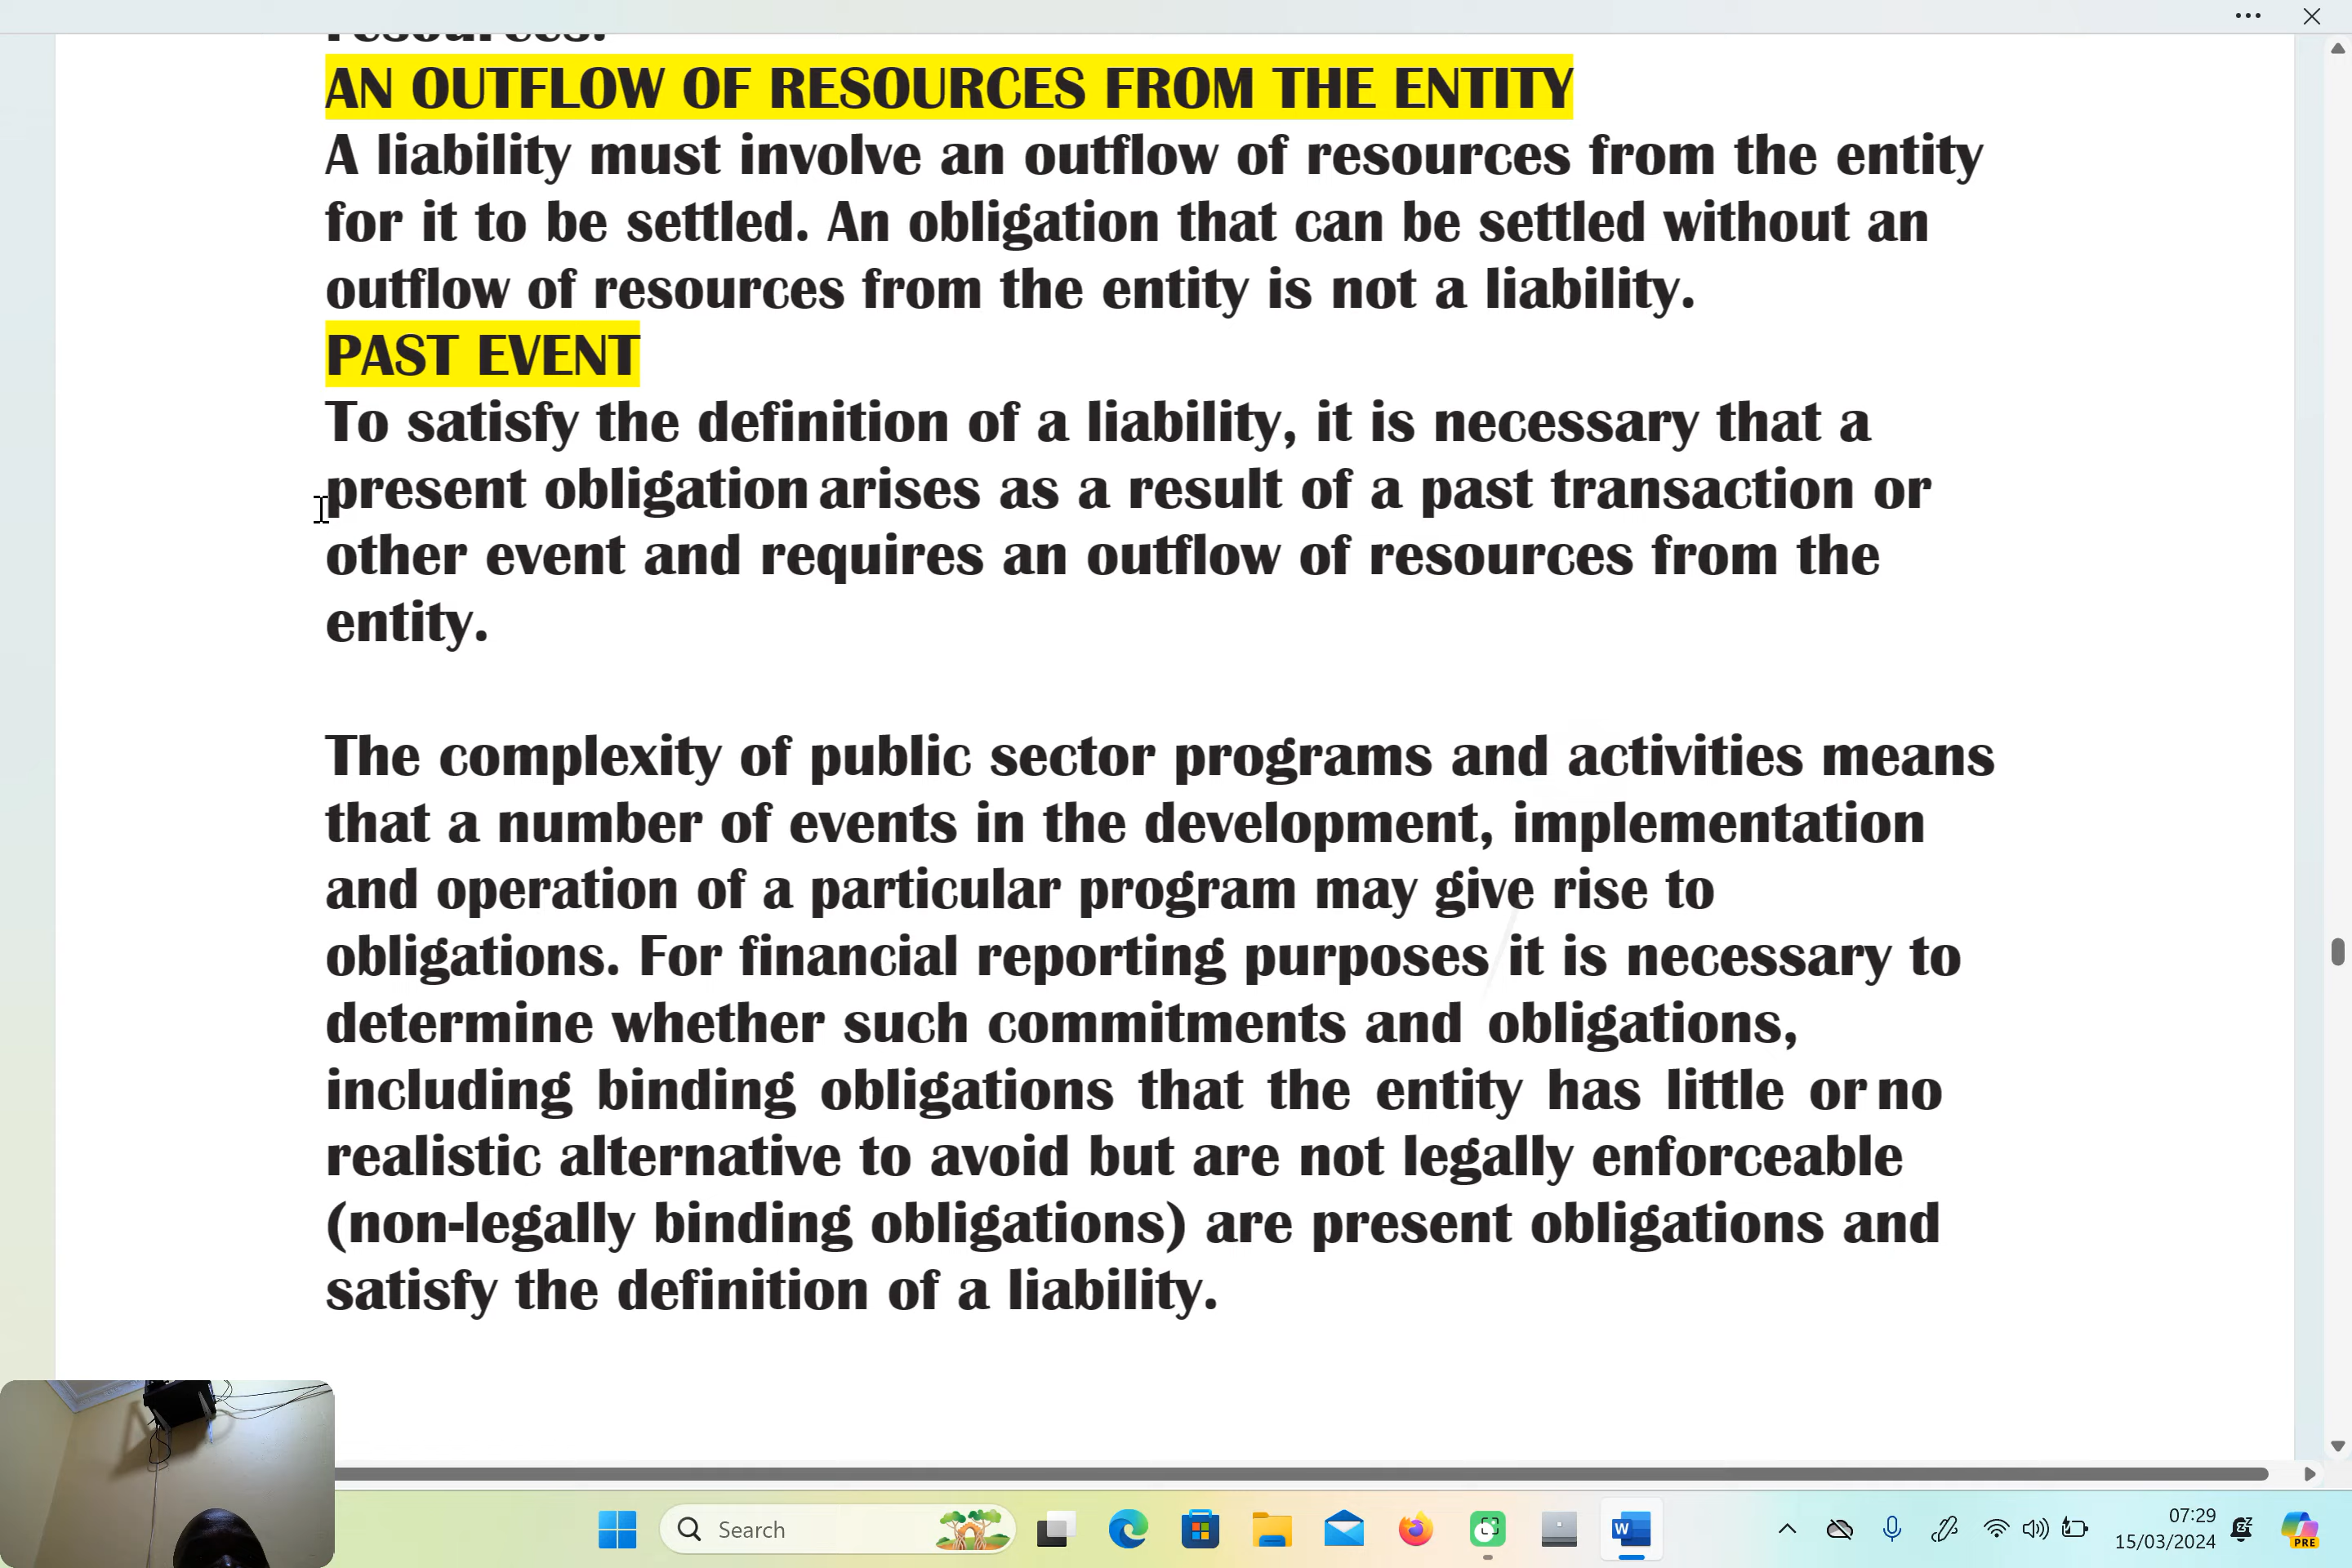 resources.
AN OUTFLOW OF RESOURCES FROM THE ENTITY
A liability must involve an outflow of resources from the entity
for it to be settled. An obligation that can be settled without an
outflow of resources from the entity is not a liability.
PAST EVENT
To satisfy the definition of a liability, it is necessary that a
present obligation arises as a result of a past transaction or
other event and requires an outflow of resources from the
entity.
The complexity of public sector programs and activities means
that a number of events in the development, implementation
and operation of a particular program may give rise to
obligations. For financial reporting purposes it is necessary to
determine whether such commitments and obligations,
including binding obligations that the entity has little or no
realistic alternative to avoid but are not legally enforceable
(non-legally binding obligations) are present obligations and
satisfy the definition of a liability.
Search
W
07:29
15/03/2024
PRE